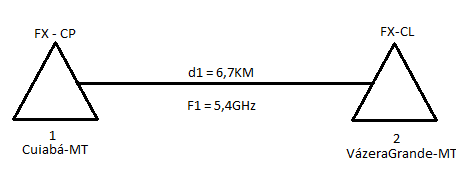 FX - CP
FX-CL
d1 = 6,7KM
F1 = 5,4GHz
1
Cuiabá-MT
2
VázeraGrande-MT